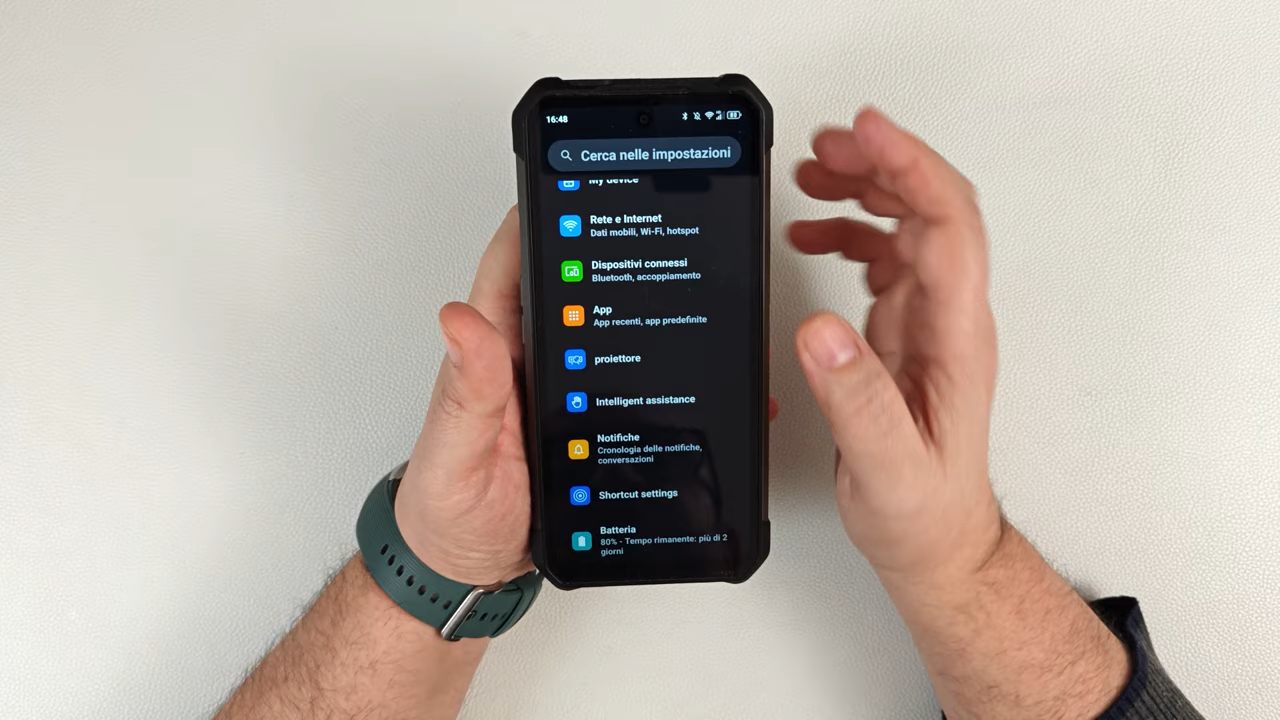 16:48
Cerca nelle impostazioni
My device
Rete e Internet
Dati mobili, Wi-Fi, hotspot
Dispositivi connessi
Bluetooth, accoppiamento
App
App recenti, app predefinite
proiettore
Intelligent assistance
Notifiche
Cronologia delle notifiche,
conversazioni
Shortcut settings
Batteria
80% - Tempo rimanente: più di 2
giorni